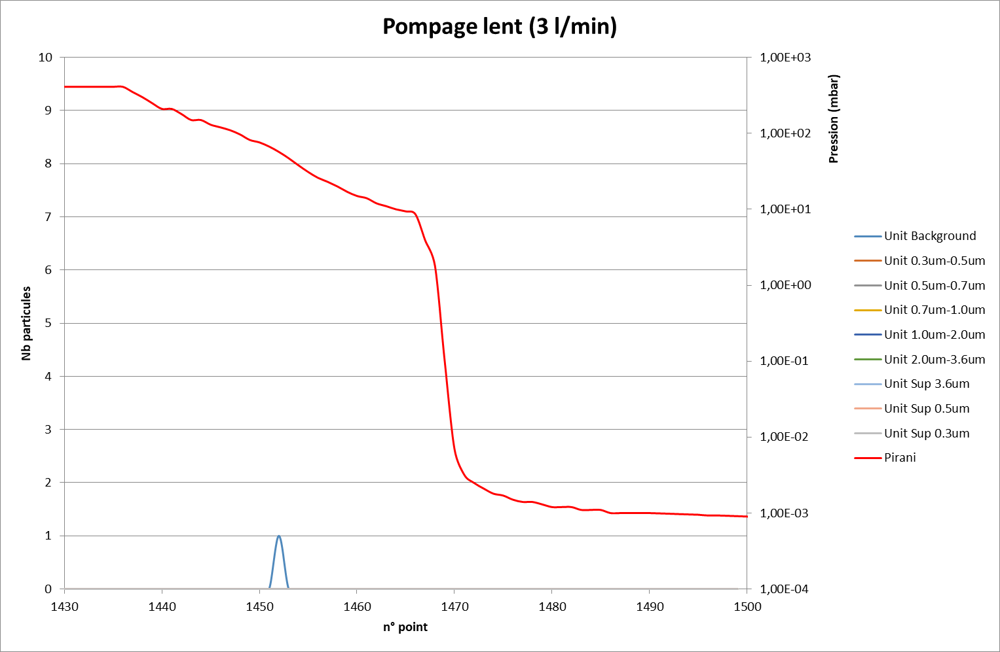 Pompage lent (3 l/min)
10
9
8
7
6
5
4
3
2
1
0
Nb particules
1,00E+03
1,00E+02
1,00E+01
1,00E+00
1,00E-01
1,00E-02
1,00E-03
1,00E-04
Pression (mbar)
1430
1440
1450
1460
1470
1480
1490
1500
n° point
Unit Background
Unit 0.3um-0.5um
Unit 0.5um-0.7um
Unit 0.7um-1.0um
Unit 1.0um-2.0um
Unit 2.0um-3.6um
Unit Sup 3.6um
Unit Sup 0.5um
Unit Sup 0.3um
Pirani